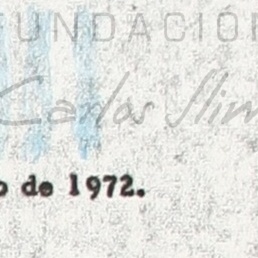 FUNDACIÓN
Carlos Slim
o de 1972.